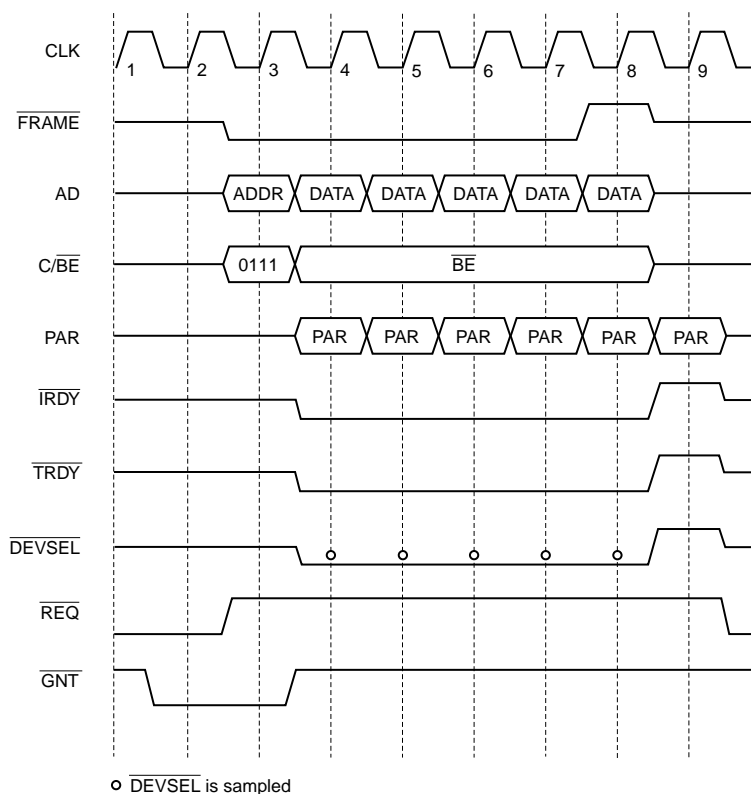 CLK
1 2 3 4 5 6 7 8 9
FRAME
AD
ADDR DATA DATA DATA DATA DATA
C/BE
0111 BE
PAR
PAR PAR PAR PAR PAR PAR
IRDY
TRDY
DEVSEL
REQ
GNT
DEVSEL is sampled